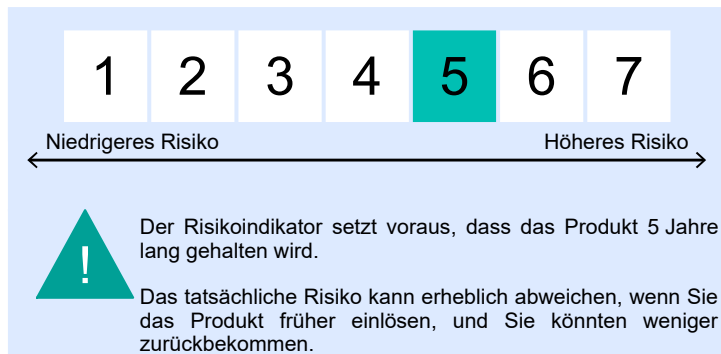 1 2 3 4 5 6 7
Niedrigeres Risiko Höheres Risiko
Der Risikoindikator setzt voraus, dass das Produkt 5 Jahre
lang gehalten wird.
!
Das tatsächliche Risiko kann erheblich abweichen, wenn Sie
das Produkt früher einlösen, und Sie könnten weniger
zurückbekommen.